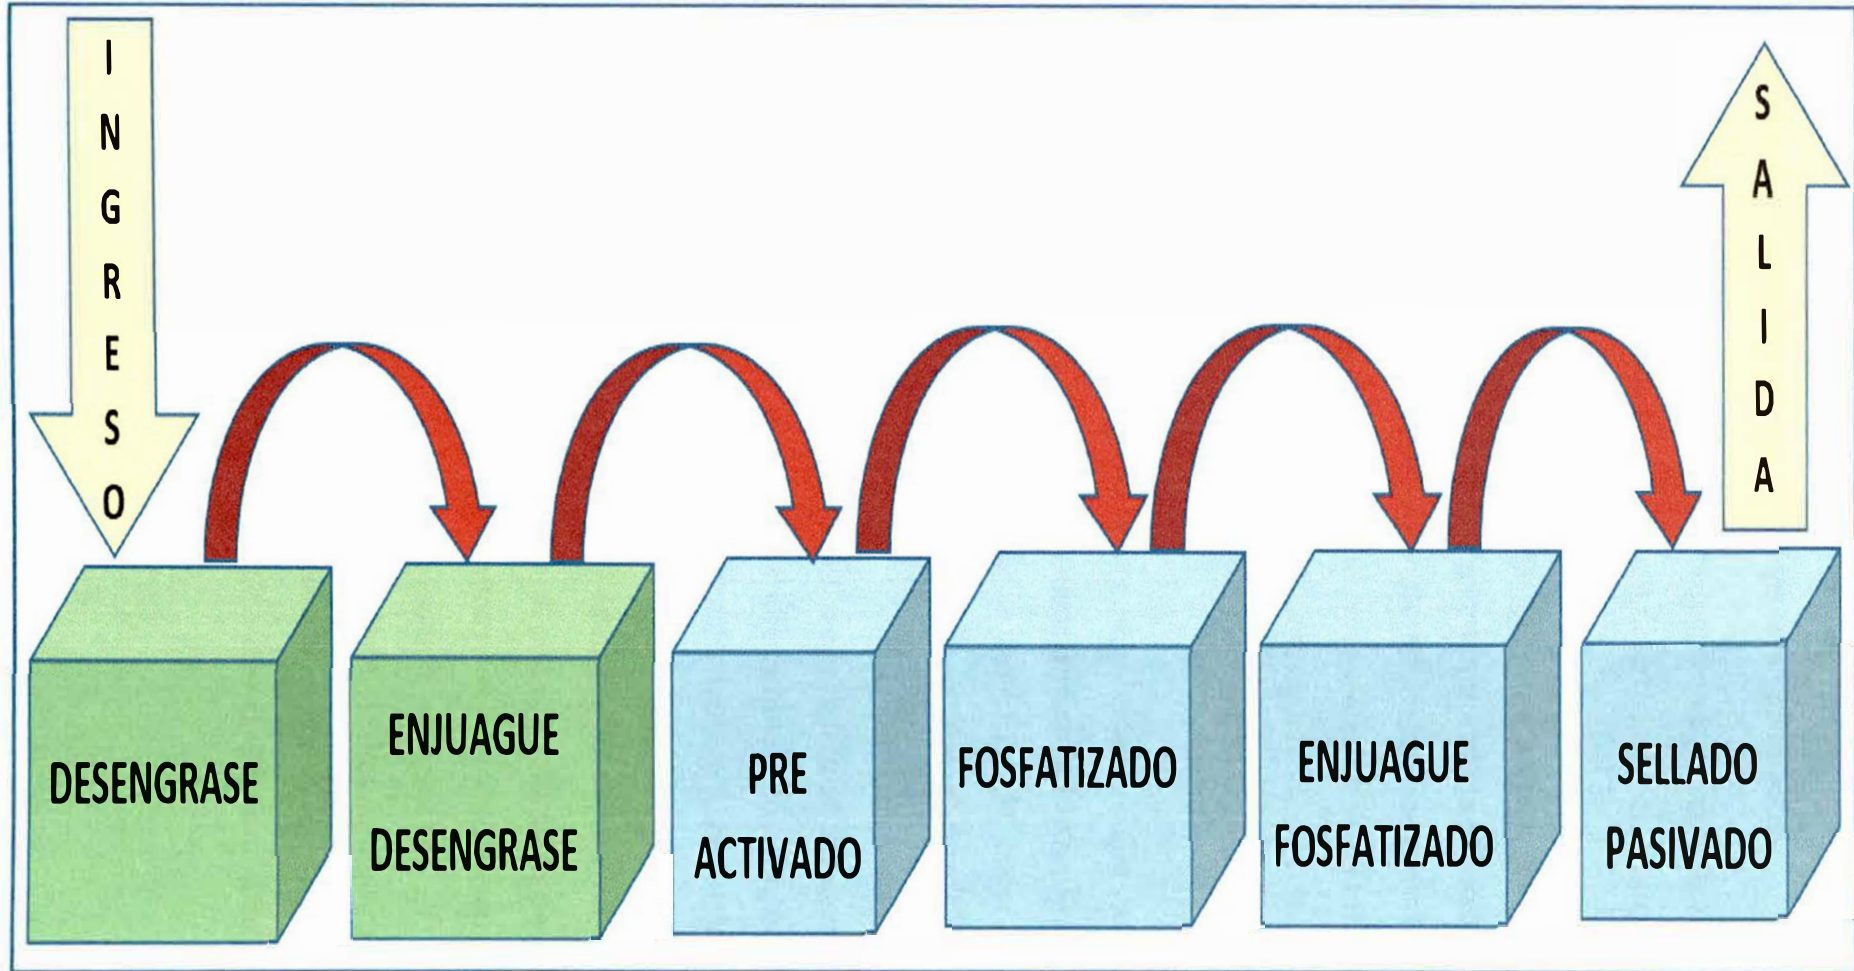 INGRESO
SALIDA
DESENGRASE
ENJUAGUE
DESENGRASE
PRE
ACTIVADO
FOSFATIZADO
ENJUAGUE
FOSFATIZADO
SELLADO
PASIVADO